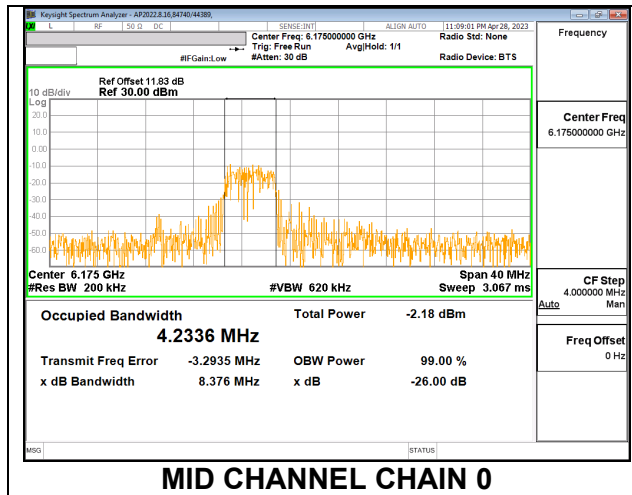 Keysight Spectrum Analyzer - AP2022.8.16,84740/44389,
LXI L RF 50 Ω DC SENSE:INT ALIGN AUTO 11:09:01 PM Apr 28, 2023
Center Freq: 6.175000000 GHz Radio Std: None
Trig: Free Run Avg|Hold: 1/1
#IFGain:Low #Atten: 30 dB Radio Device: BTS
Ref Offset 11.83 dB
10 dB/div Ref 30.00 dBm
Log
20.0
10.0
0.00
-10.0
-20.0
-30.0
-40.0
-50.0
-60.0
Center 6.175 GHz Span 40 MHz
#Res BW 200 kHz #VBW 620 kHz Sweep 3.067 ms
Occupied Bandwidth Total Power -2.18 dBm
4.2336 MHz
Transmit Freq Error -3.2935 MHz OBW Power 99.00 %
x dB Bandwidth 8.376 MHz x dB -26.00 dB
MSG STATUS
Frequency
Center Freq
6.175000000 GHz
CF Step
4.000000 MHz
Auto Man
Freq Offset
0 Hz
MID CHANNEL CHAIN 0